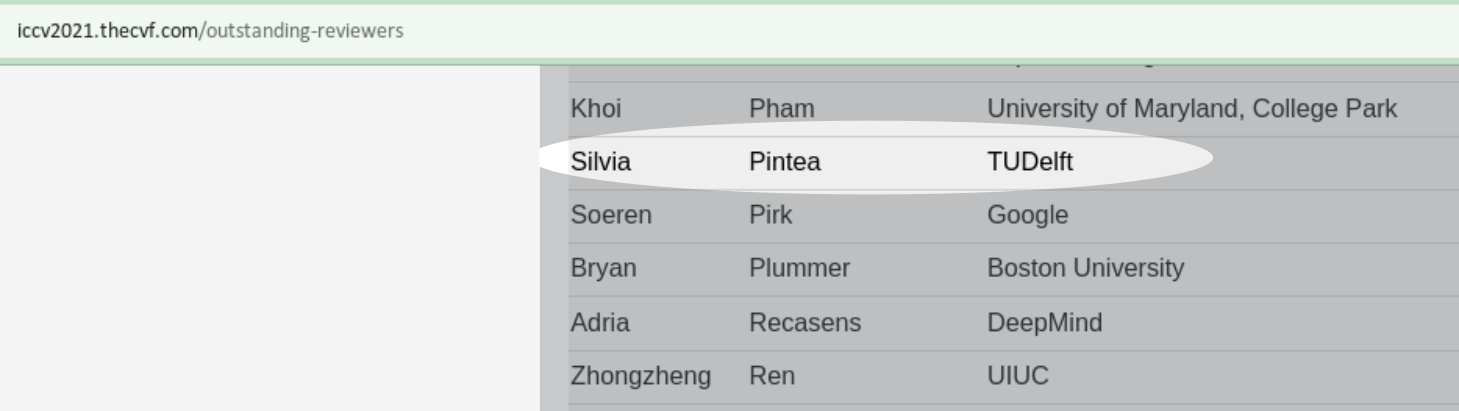 iccv2021.thecvf.com/outstanding-reviewers
Khoi Pham University of Maryland, College Park
Silvia Pintea TUDelft
Soeren Pirk Google
Bryan Plummer Boston University
Adria Recasens DeepMind
Zhongzheng Ren UIUC